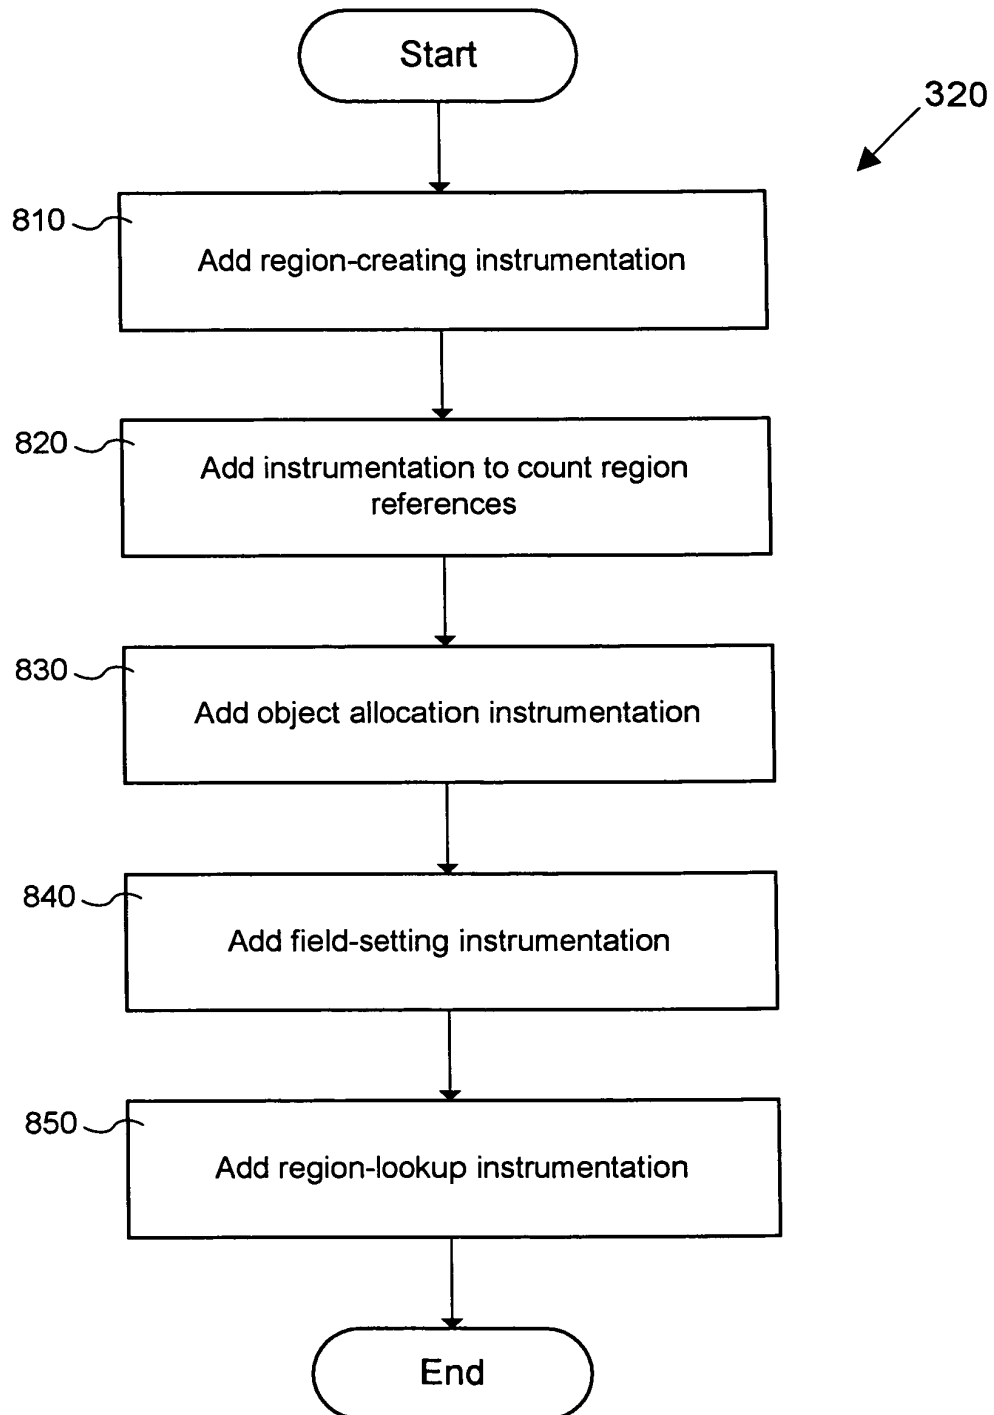 Start
320
810
Add region-creating instrumentation
820
Add instrumentation to count region
references
830
Add object allocation instrumentation
840
Add field-setting instrumentation
850
Add region-lookup instrumentation
End